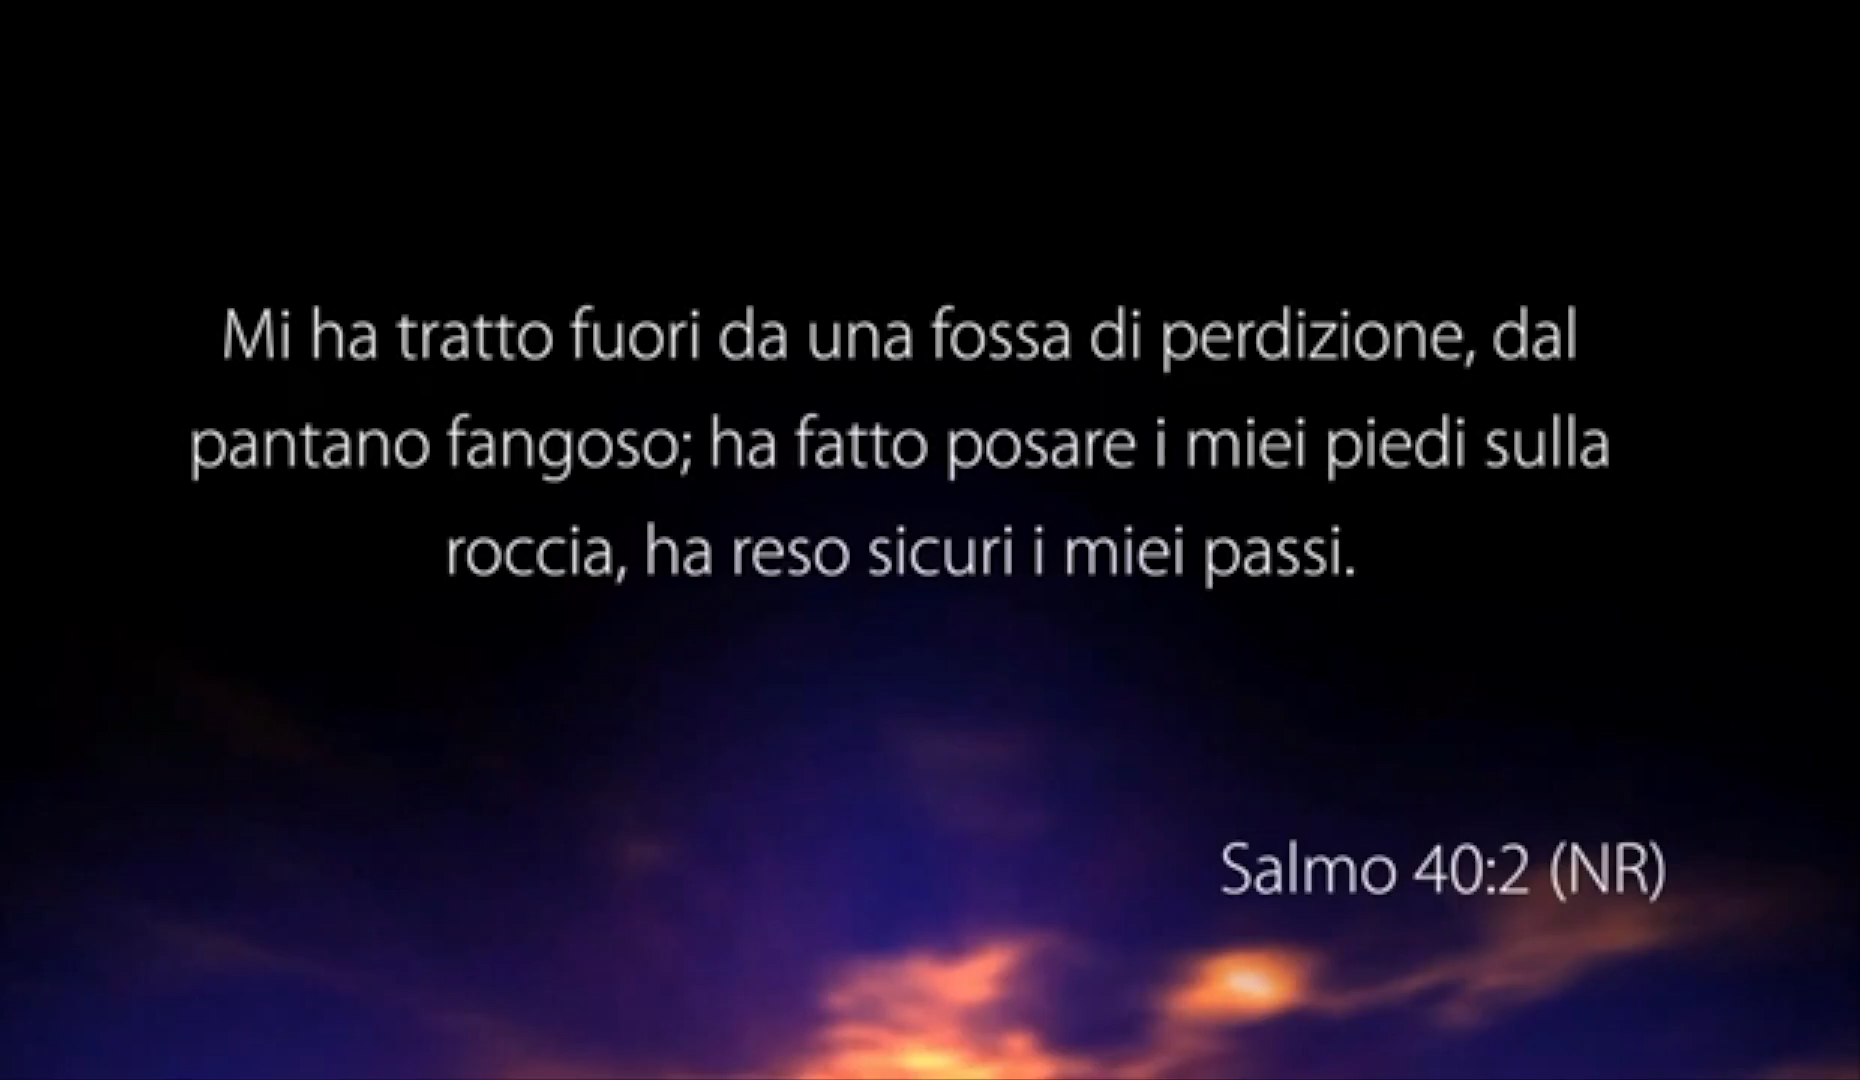 Mi ha tratto fuori da una fossa di perdizione, dal
pantano fangoso; ha fatto posare i miei piedi sulla
roccia, ha reso sicuri i miei passi.
Salmo 40:2 (NR)